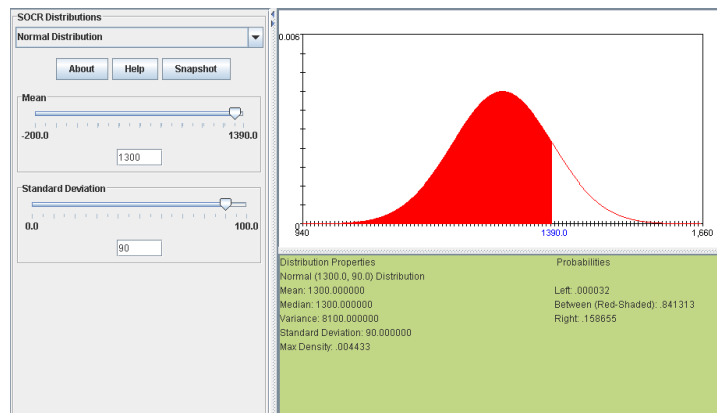 SOCR Distributions
Normal Distribution
About Help Snapshot
Mean
-200.0 1390.0
1300
Standard Deviation
0.0 100.0
90
0.006
0
940 1390.0 1,660
Distribution Properties
Normal (1300.0, 90.0) Distribution
Mean: 1300.000000
Median: 1300.000000
Variance: 8100.000000
Standard Deviation: 90.000000
Max Density: .004433
Probabilities
Left: .000032
Between (Red-Shaded): .841313
Right: .158655